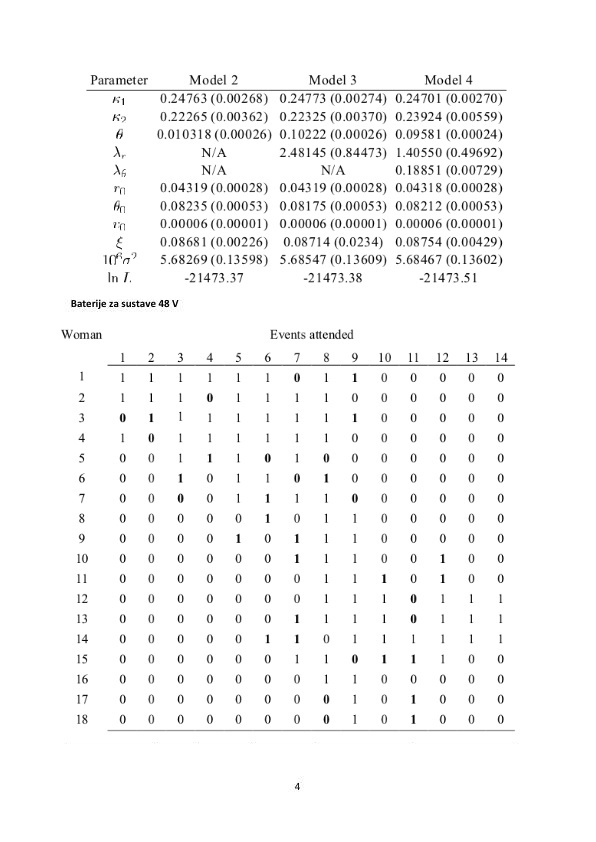 Parameter Model 2 Model 3 Model 4
κ1 0.24763 (0.00268) 0.24773 (0.00274) 0.24701 (0.00270)
κ2 0.22265 (0.00362) 0.22325 (0.00370) 0.23924 (0.00559)
θ 0.010318 (0.00026) 0.10222 (0.00026) 0.09581 (0.00024)
λr N/A 2.48145 (0.84473) 1.40550 (0.49692)
λδ N/A N/A 0.18851 (0.00729)
r0 0.04319 (0.00028) 0.04319 (0.00028) 0.04318 (0.00028)
θ0 0.08235 (0.00053) 0.08175 (0.00053) 0.08212 (0.00053)
v0 0.00006 (0.00001) 0.00006 (0.00001) 0.00006 (0.00001)
ξ 0.08681 (0.00226) 0.08714 (0.0234) 0.08754 (0.00429)
10⁶σ² 5.68269 (0.13598) 5.68547 (0.13609) 5.68467 (0.13602)
ln L -21473.37 -21473.38 -21473.51
Baterije za sustave 48 V
Woman Events attended
1 2 3 4 5 6 7 8 9 10 11 12 13 14
1 1 1 1 1 1 1 0 1 1 0 0 0 0 0
2 1 1 1 0 1 1 1 1 0 0 0 0 0 0
3 0 1 1 1 1 1 1 1 1 0 0 0 0 0
4 1 0 1 1 1 1 1 1 0 0 0 0 0 0
5 0 0 1 1 1 0 1 0 0 0 0 0 0 0
6 0 0 1 0 1 1 0 1 0 0 0 0 0 0
7 0 0 0 0 1 1 1 1 0 0 0 0 0 0
8 0 0 0 0 0 1 0 1 1 0 0 0 0 0
9 0 0 0 0 1 0 1 1 1 0 0 0 0 0
10 0 0 0 0 0 0 1 1 1 0 0 1 0 0
11 0 0 0 0 0 0 0 1 1 1 0 1 0 0
12 0 0 0 0 0 0 0 1 1 1 0 1 1 1
13 0 0 0 0 0 0 1 1 1 1 0 1 1 1
14 0 0 0 0 0 1 1 0 1 1 1 1 1 1
15 0 0 0 0 0 0 1 1 0 1 1 1 0 0
16 0 0 0 0 0 0 0 1 1 0 0 0 0 0
17 0 0 0 0 0 0 0 0 1 0 1 0 0 0
18 0 0 0 0 0 0 0 0 1 0 1 0 0 0
4